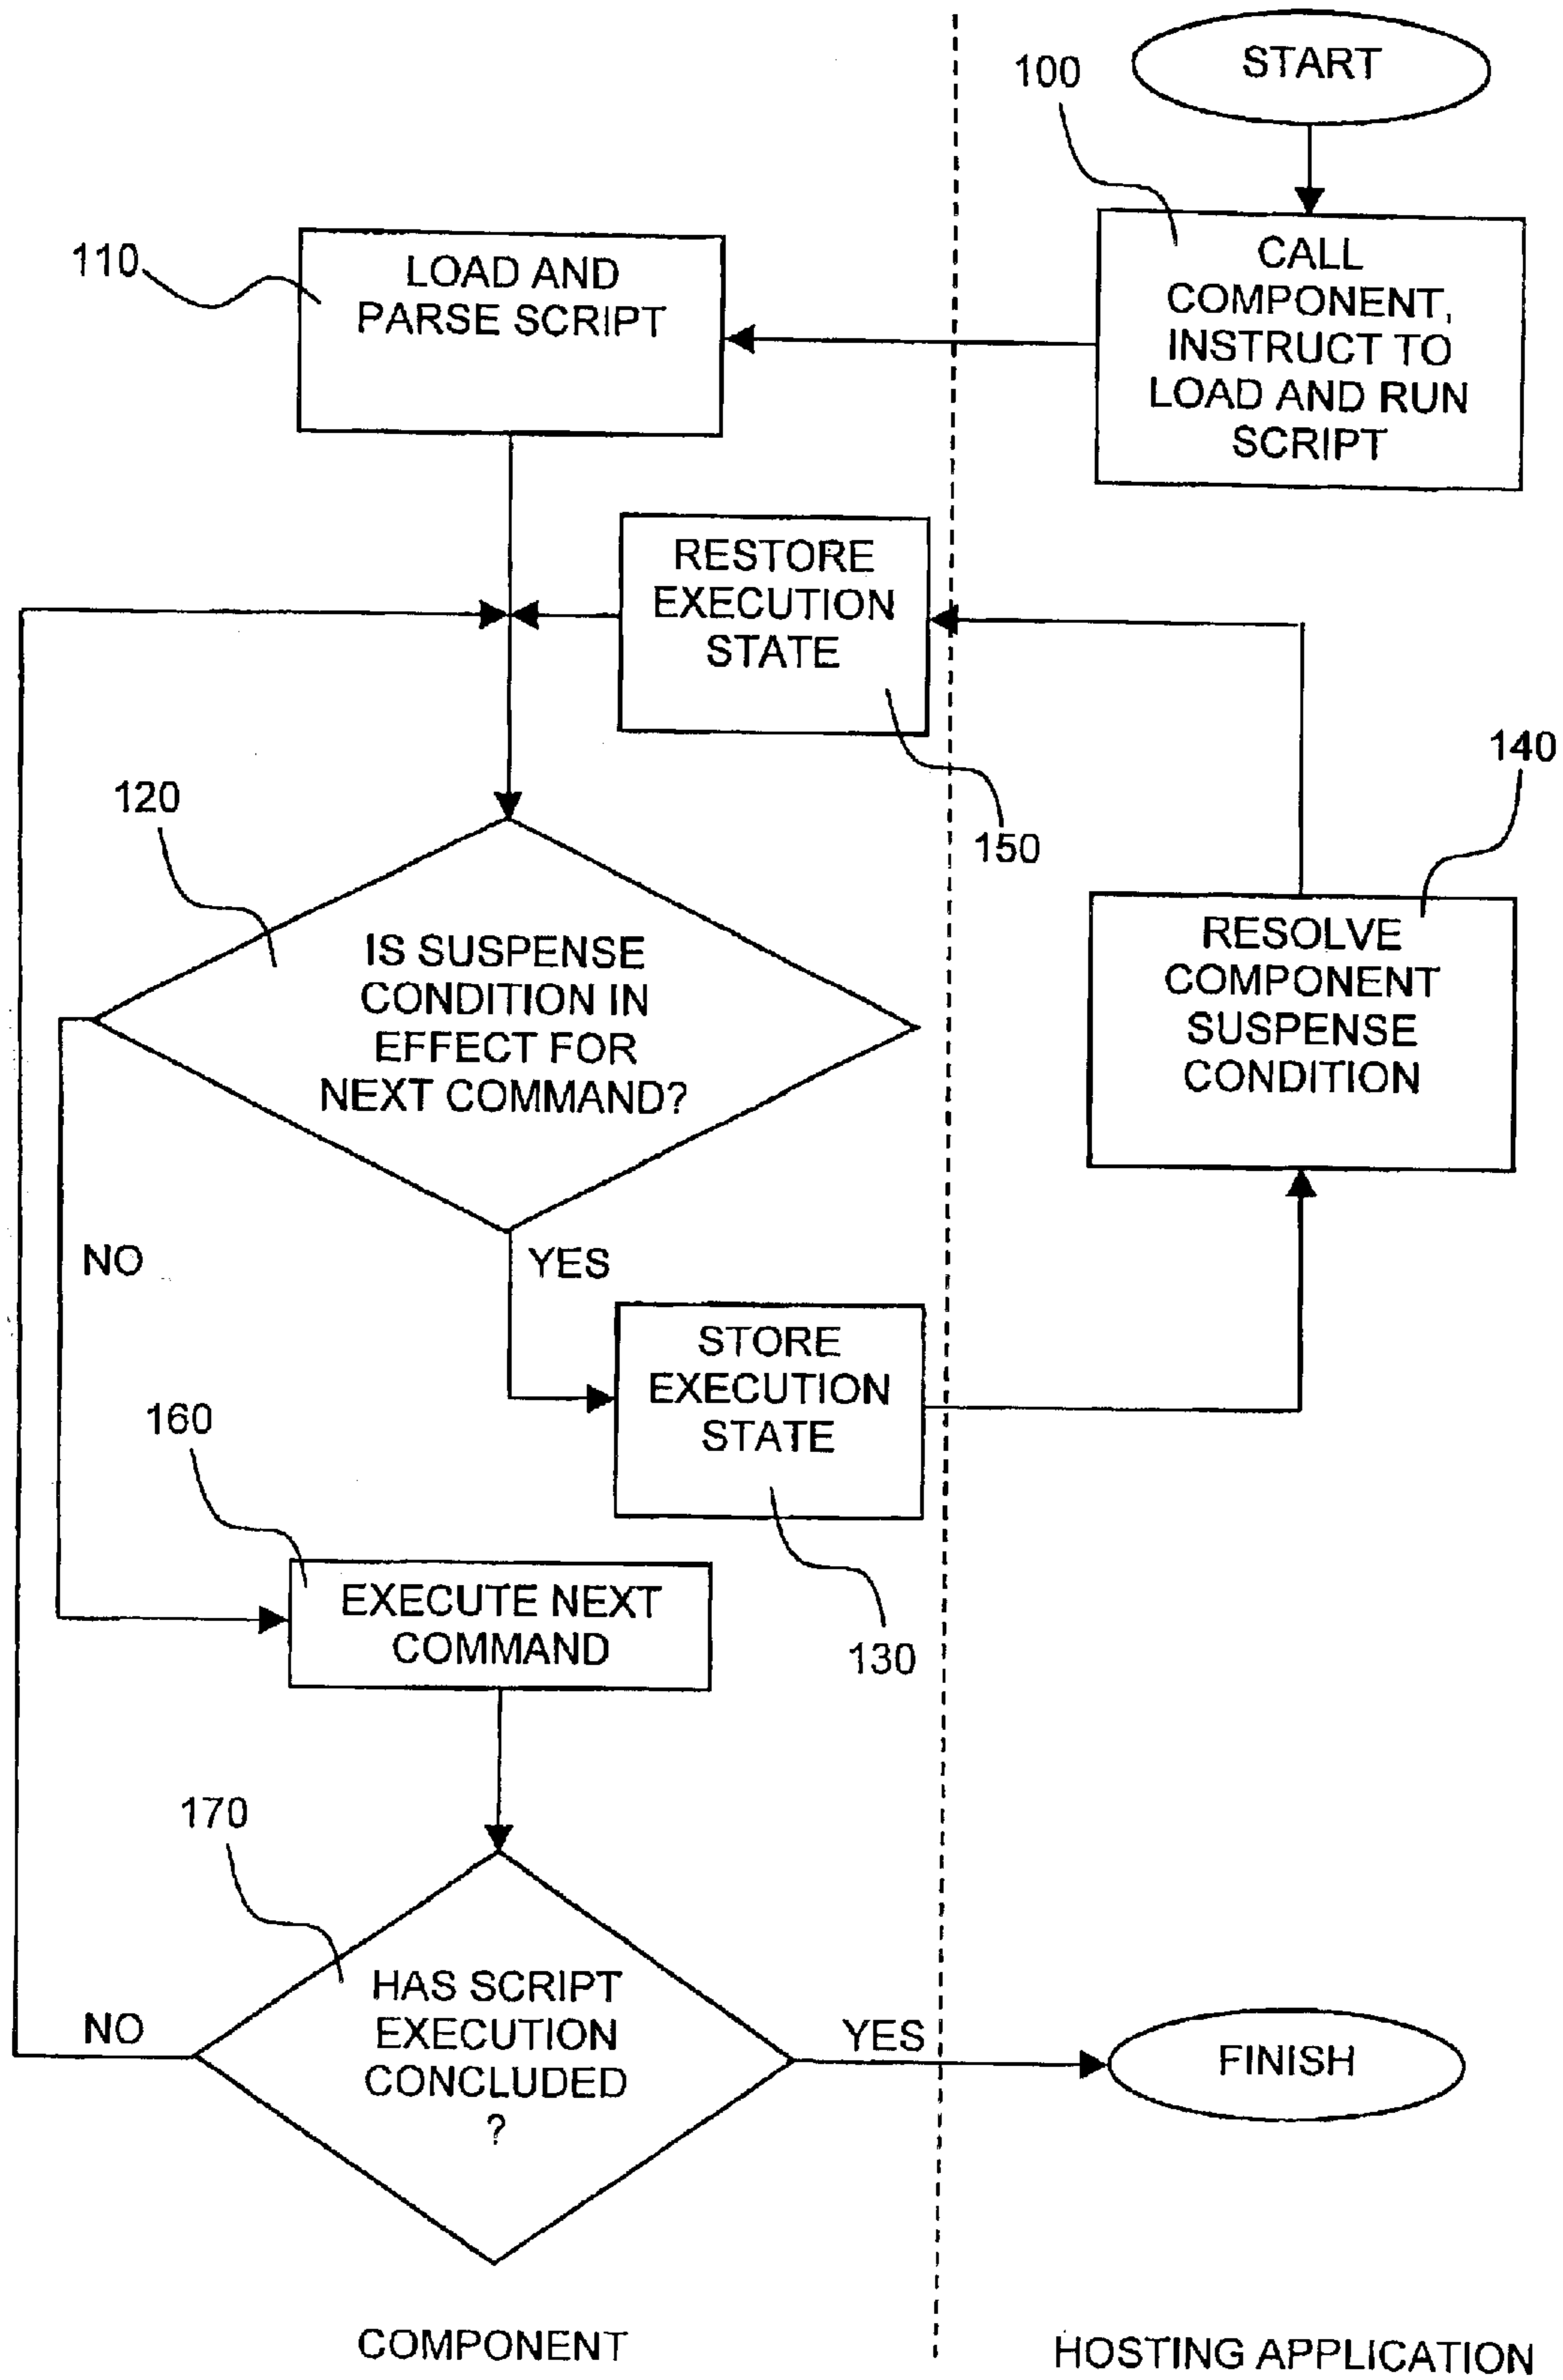 START
100
CALL
COMPONENT,
INSTRUCT TO
LOAD AND RUN
SCRIPT
110
LOAD AND
PARSE SCRIPT
RESTORE
EXECUTION
STATE
150
140
RESOLVE
COMPONENT
SUSPENSE
CONDITION
120
IS SUSPENSE
CONDITION IN
EFFECT FOR
NEXT COMMAND?
NO
YES
STORE
EXECUTION
STATE
130
160
EXECUTE NEXT
COMMAND
170
HAS SCRIPT
EXECUTION
CONCLUDED
?
NO
YES
FINISH
COMPONENT
HOSTING APPLICATION